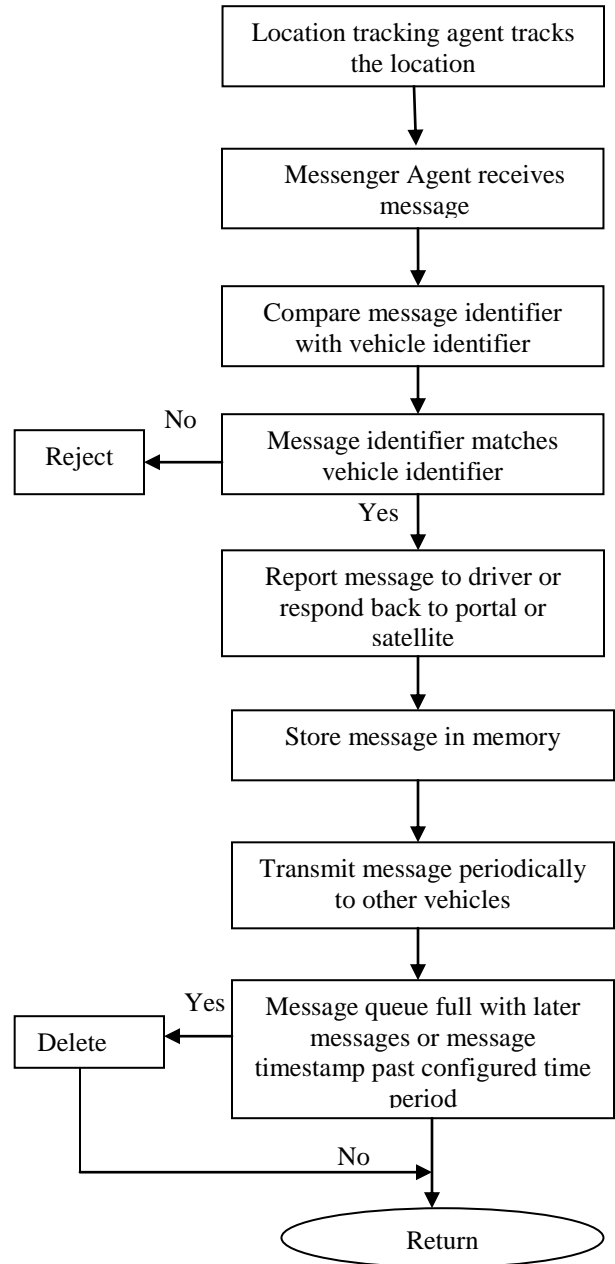 Location tracking agent tracks
the location
Messenger Agent receives
message
Compare message identifier
with vehicle identifier
No
Reject
Message identifier matches
vehicle identifier
Yes
Report message to driver or
respond back to portal or
satellite
Store message in memory
Transmit message periodically
to other vehicles
Yes
Delete
Message queue full with later
messages or message
timestamp past configured time
period
No
Return